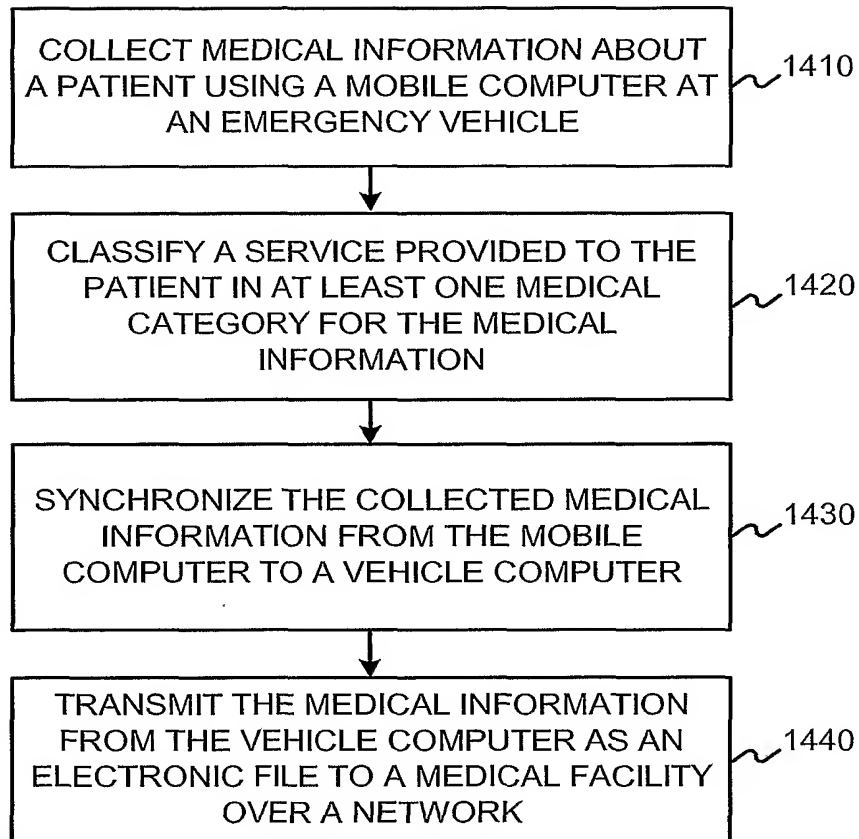 COLLECT MEDICAL INFORMATION ABOUT
A PATIENT USING A MOBILE COMPUTER AT
AN EMERGENCY VEHICLE
1410
CLASSIFY A SERVICE PROVIDED TO THE
PATIENT IN AT LEAST ONE MEDICAL
CATEGORY FOR THE MEDICAL
INFORMATION
1420
SYNCHRONIZE THE COLLECTED MEDICAL
INFORMATION FROM THE MOBILE
COMPUTER TO A VEHICLE COMPUTER
1430
TRANSMIT THE MEDICAL INFORMATION
FROM THE VEHICLE COMPUTER AS AN
ELECTRONIC FILE TO A MEDICAL FACILITY
OVER A NETWORK
1440